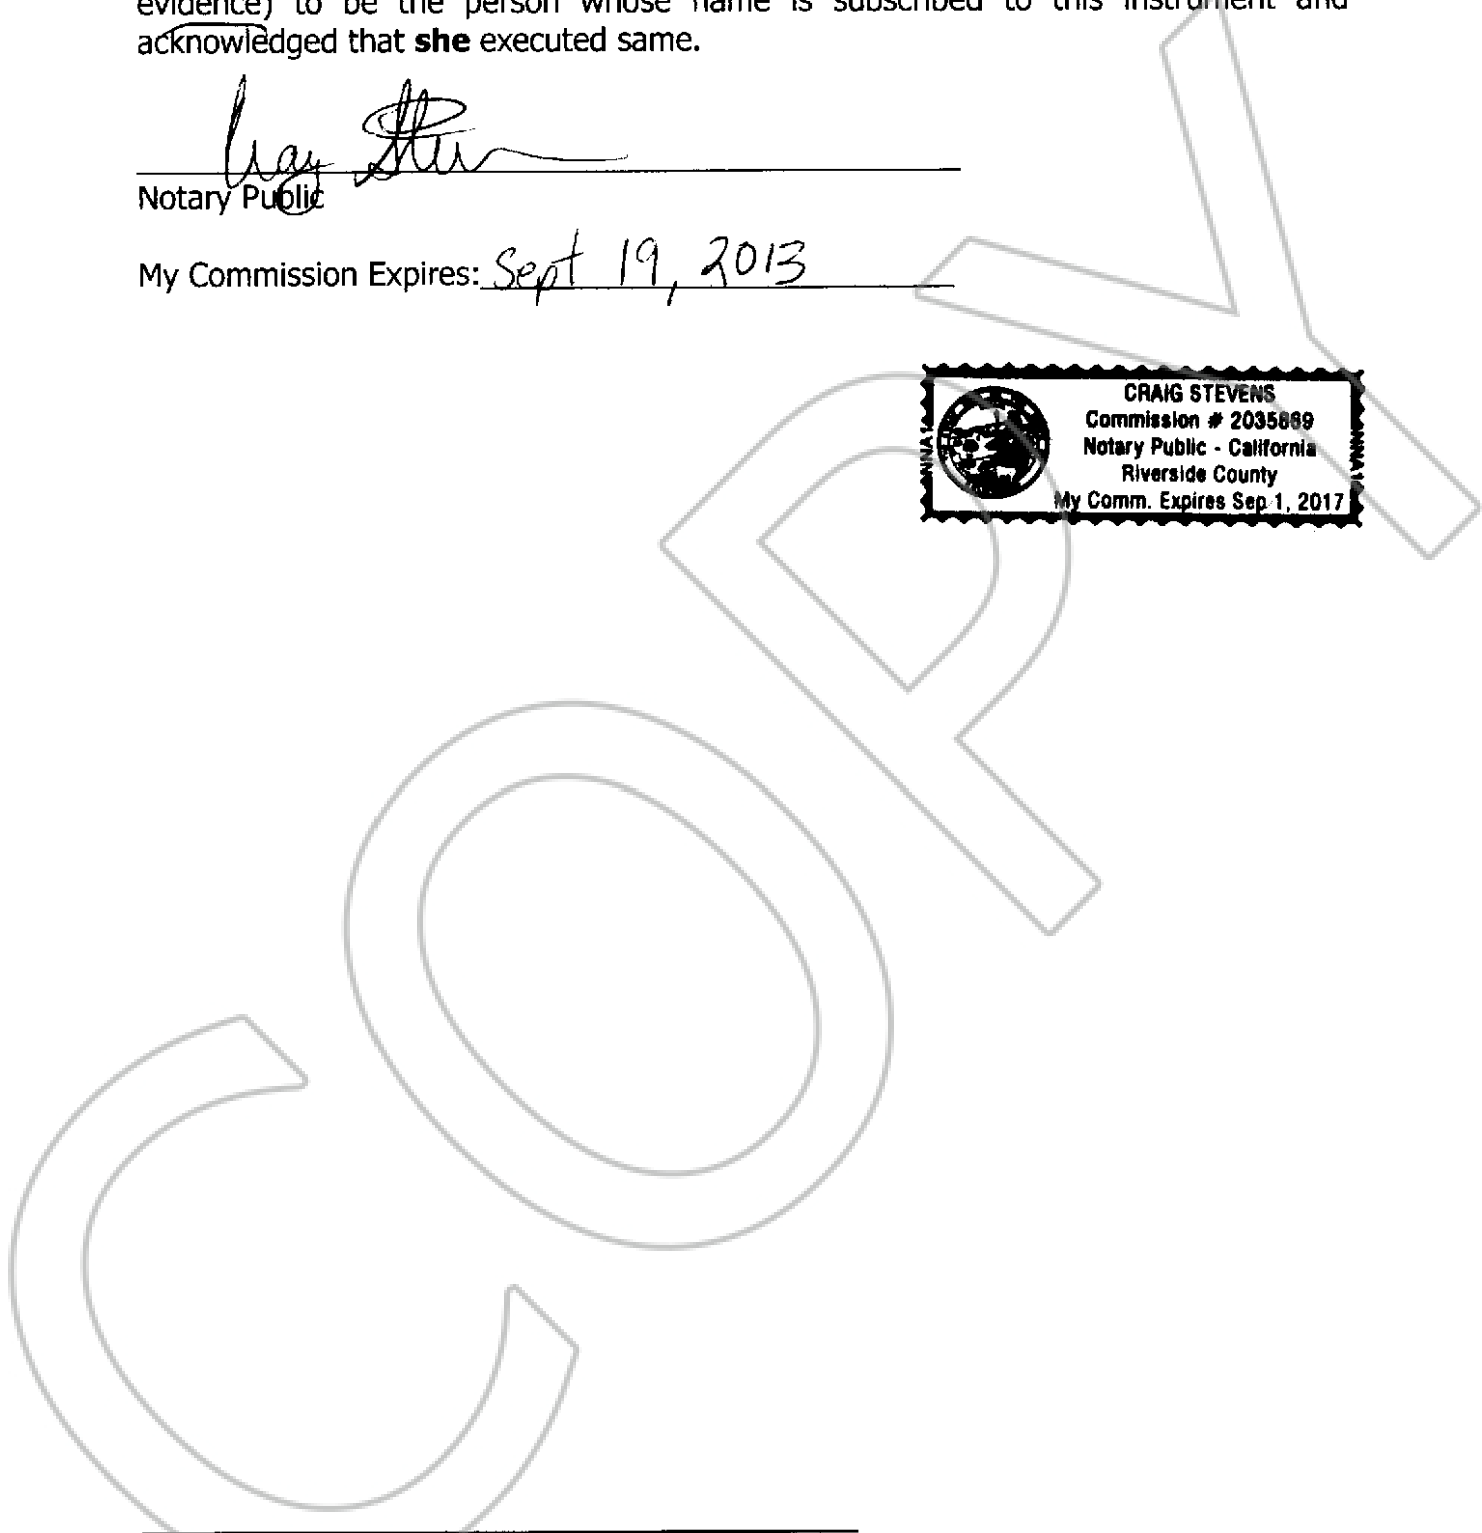 evidence) to be the person whose name is subscribed to this instrument and
acknowledged that she executed same.
Notary Public
My Commission Expires: Sept 19, 2013
CRAIG STEVENS
Commission # 2035869
Notary Public - California
Riverside County
My Comm. Expires Sep 1, 2017
COPY